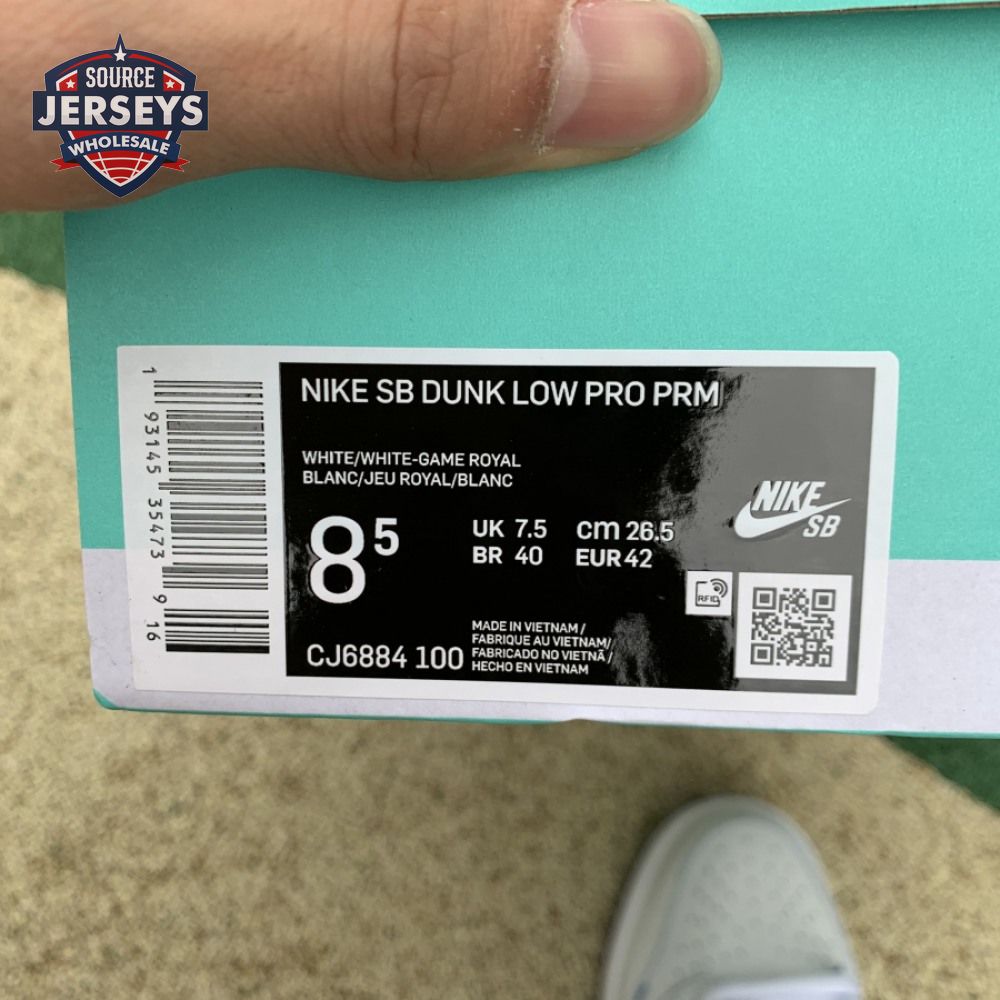 SOURCE
JERSEYS
WHOLESALE
1 93145 35473 9 16
NIKE SB DUNK LOW PRO PRM
WHITE/WHITE-GAME ROYAL
BLANC/JEU ROYAL/BLANC
8 5
UK 7.5 cm 26.5
BR 40 EUR 42
NIKE
SB
RFID
CJ6884 100
MADE IN VIETNAM /
FABRIQUE AU VIETNAM/
FABRICADO NO VIETNÃ /
HECHO EN VIETNAM